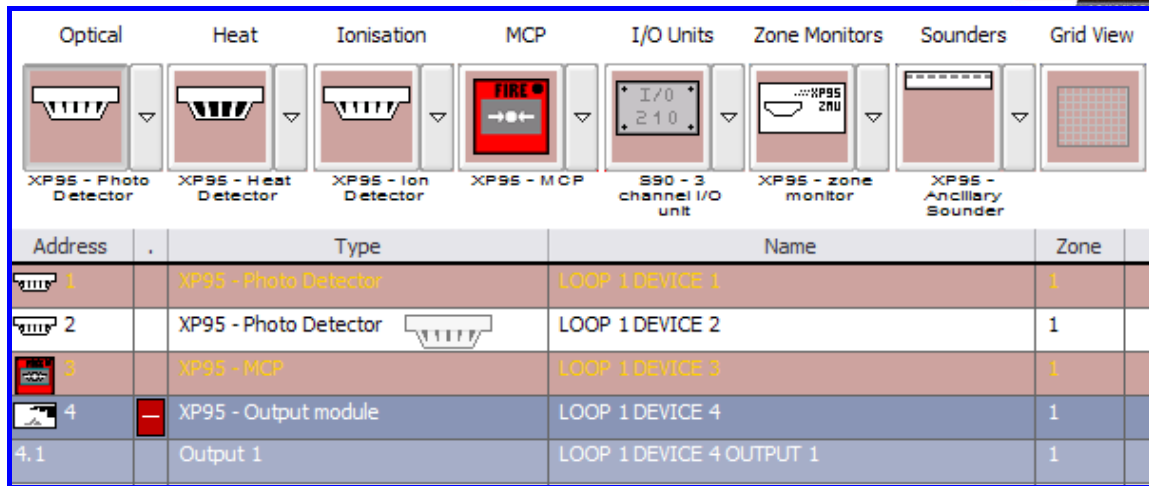 Optical Heat Ionisation MCP I/O Units Zone Monitors Sounders Grid View
FIRE
I/O
210
XP95
ZMU
XP95 - Photo Detector
XP95 - Heat Detector
XP95 - Ion Detector
XP95 - MCP
S90 - 3 channel I/O unit
XP95 - zone monitor
XP95 - Ancillary Sounder
Address . Type Name Zone
1 XP95 - Photo Detector LOOP 1 DEVICE 1 1
2 XP95 - Photo Detector LOOP 1 DEVICE 2 1
3 XP95 - MCP LOOP 1 DEVICE 3 1
4 XP95 - Output module LOOP 1 DEVICE 4 1
4.1 Output 1 LOOP 1 DEVICE 4 OUTPUT 1 1